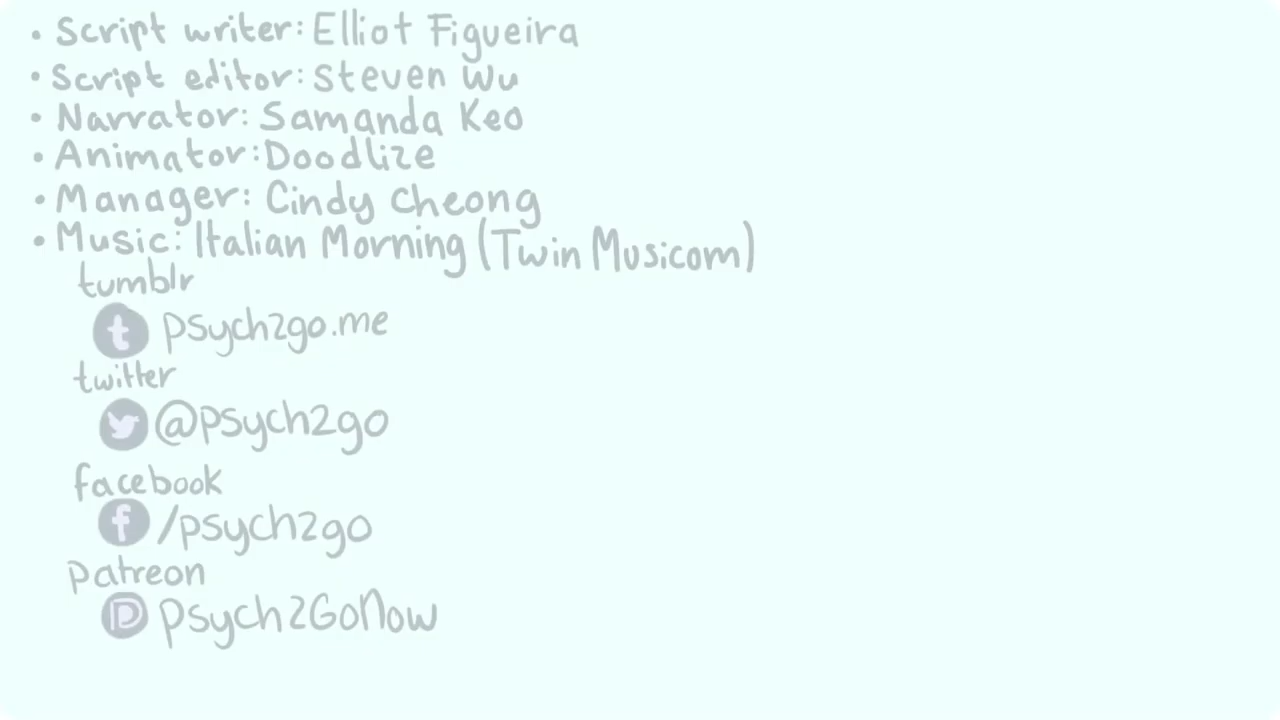 • Script writer: Elliot Figueira
• Script editor: Steven Wu
• Narrator: Samanda Keo
• Animator: Doodlize
• Manager: Cindy Cheong
• Music: Italian Morning (Twin Musicom)
tumblr
t psych2go.me
twitter
@psych2go
facebook
f /psych2go
patreon
P psych2GoNow